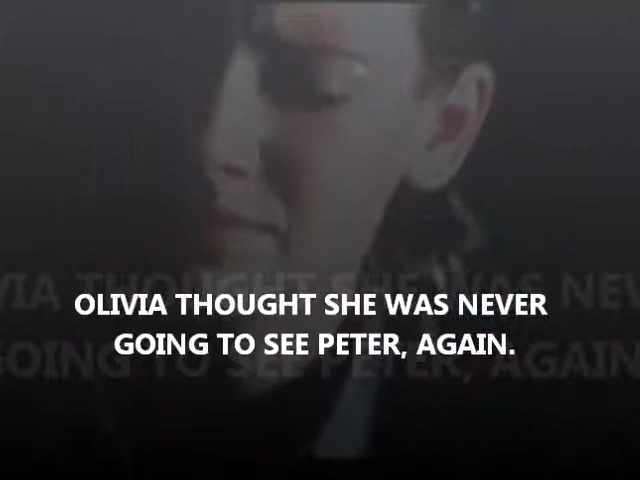 OLIVIA THOUGHT SHE WAS NEVER
GOING TO SEE PETER, AGAIN.